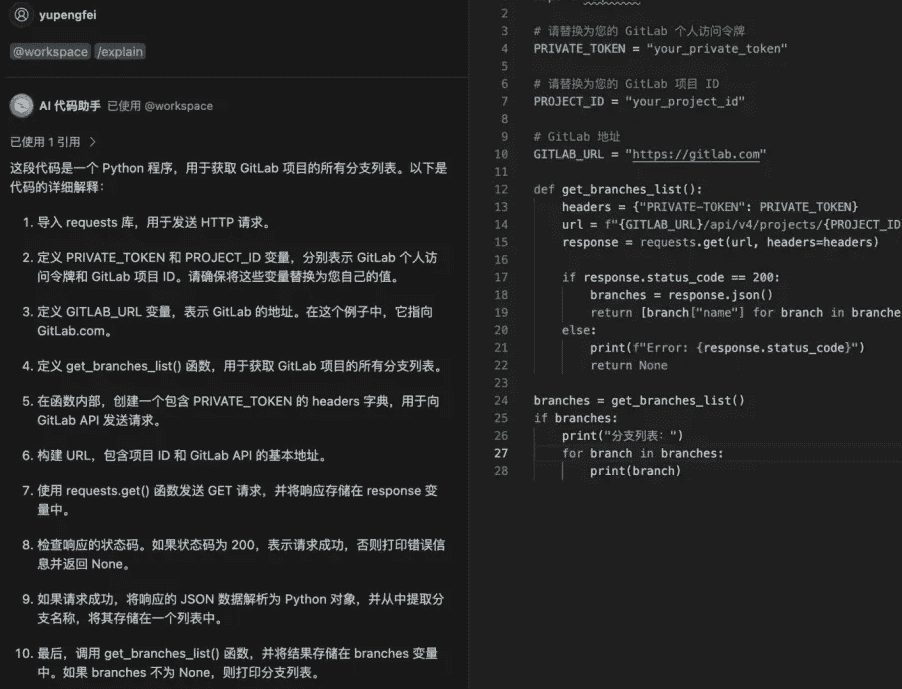 yupengfei
@workspace /explain
AI 代码助手 已使用 @workspace
已使用 1 引用 >
这段代码是一个 Python 程序，用于获取 GitLab 项目的所有分支列表。以下是
代码的详细解释：
1. 导入 requests 库，用于发送 HTTP 请求。
2. 定义 PRIVATE_TOKEN 和 PROJECT_ID 变量，分别表示 GitLab 个人访
问令牌和 GitLab 项目 ID。请确保将这些变量替换为您自己的值。
3. 定义 GITLAB_URL 变量，表示 GitLab 的地址。在这个例子中，它指向
GitLab.com。
4. 定义 get_branches_list() 函数，用于获取 GitLab 项目的所有分支列表。
5. 在函数内部，创建一个包含 PRIVATE_TOKEN 的 headers 字典，用于向
GitLab API 发送请求。
6. 构建 URL，包含项目 ID 和 GitLab API 的基本地址。
7. 使用 requests.get() 函数发送 GET 请求，并将响应存储在 response 变
量中。
8. 检查响应的状态码。如果状态码为 200，表示请求成功，否则打印错误信
息并返回 None。
9. 如果请求成功，将响应的 JSON 数据解析为 Python 对象，并从中提取分
支名称，将其存储在一个列表中。
10. 最后，调用 get_branches_list() 函数，并将结果存储在 branches 变量
中。如果 branches 不为 None，则打印分支列表。
2
3 # 请替换为您的 GitLab 个人访问令牌
4 PRIVATE_TOKEN = "your_private_token"
5
6 # 请替换为您的 GitLab 项目 ID
7 PROJECT_ID = "your_project_id"
8
9 # GitLab 地址
10 GITLAB_URL = "https://gitlab.com"
11
12 def get_branches_list():
13 headers = {"PRIVATE-TOKEN": PRIVATE_TOKEN}
14 url = f"{GITLAB_URL}/api/v4/projects/{PROJECT_ID
15 response = requests.get(url, headers=headers)
16
17 if response.status_code == 200:
18 branches = response.json()
19 return [branch["name"] for branch in branche
20 else:
21 print(f"Error: {response.status_code}")
22 return None
23
24 branches = get_branches_list()
25 if branches:
26 print("分支列表：")
27 for branch in branches:
28 print(branch)